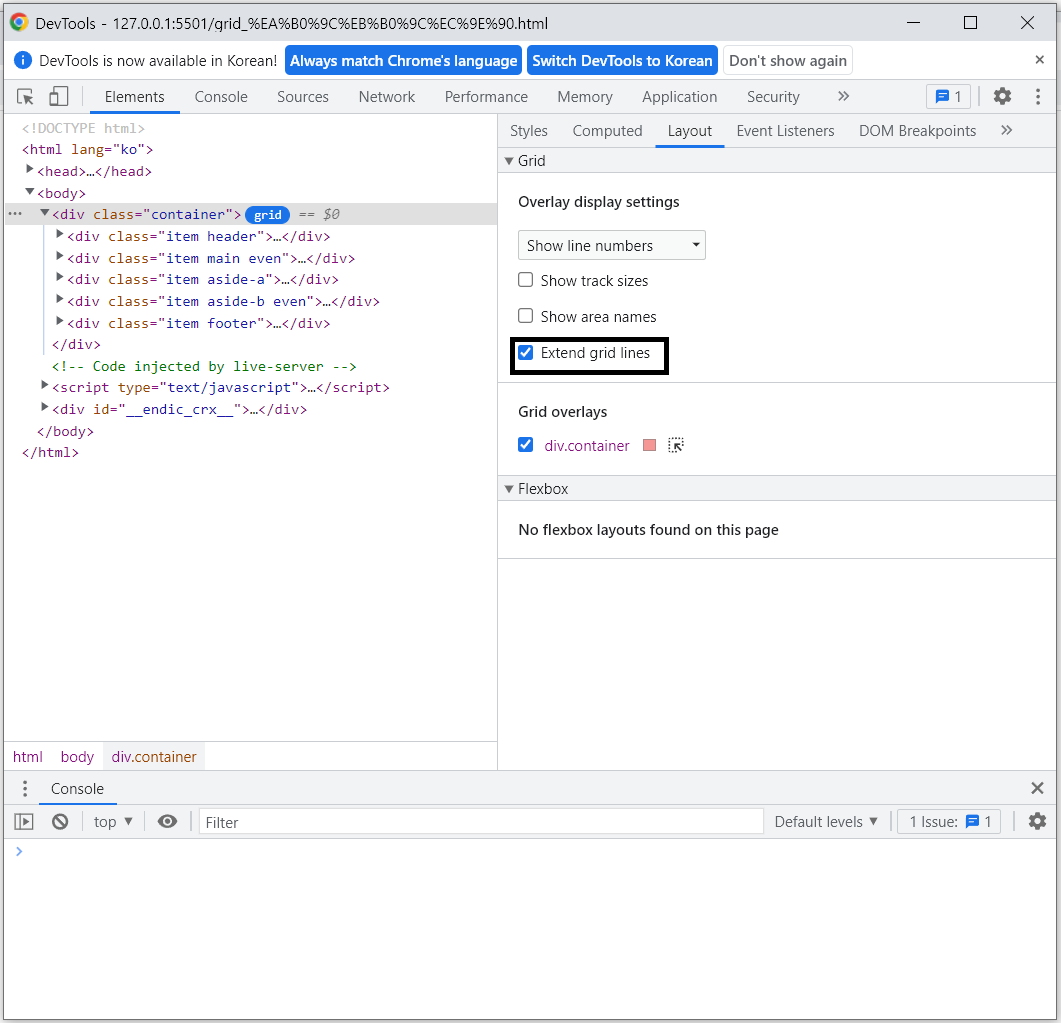 DevTools - 127.0.0.1:5501/grid_%EA%B0%9C%EB%B0%9C%EC%9E%90.html
DevTools is now available in Korean! Always match Chrome's language Switch DevTools to Korean Don't show again
Elements Console Sources Network Performance Memory Application Security 1
<!DOCTYPE html>
<html lang="ko">
<head>…</head>
<body>
<div class="container"> grid == $0
<div class="item header">…</div>
<div class="item main even">…</div>
<div class="item aside-a">…</div>
<div class="item aside-b even">…</div>
<div class="item footer">…</div>
</div>
<!-- Code injected by live-server -->
<script type="text/javascript">…</script>
<div id="__endic_crx__">…</div>
</body>
</html>
html body div.container
Styles Computed Layout Event Listeners DOM Breakpoints
Grid
Overlay display settings
Show line numbers
Show track sizes
Show area names
Extend grid lines
Grid overlays
div.container
Flexbox
No flexbox layouts found on this page
Console
top Filter Default levels 1 Issue: 1